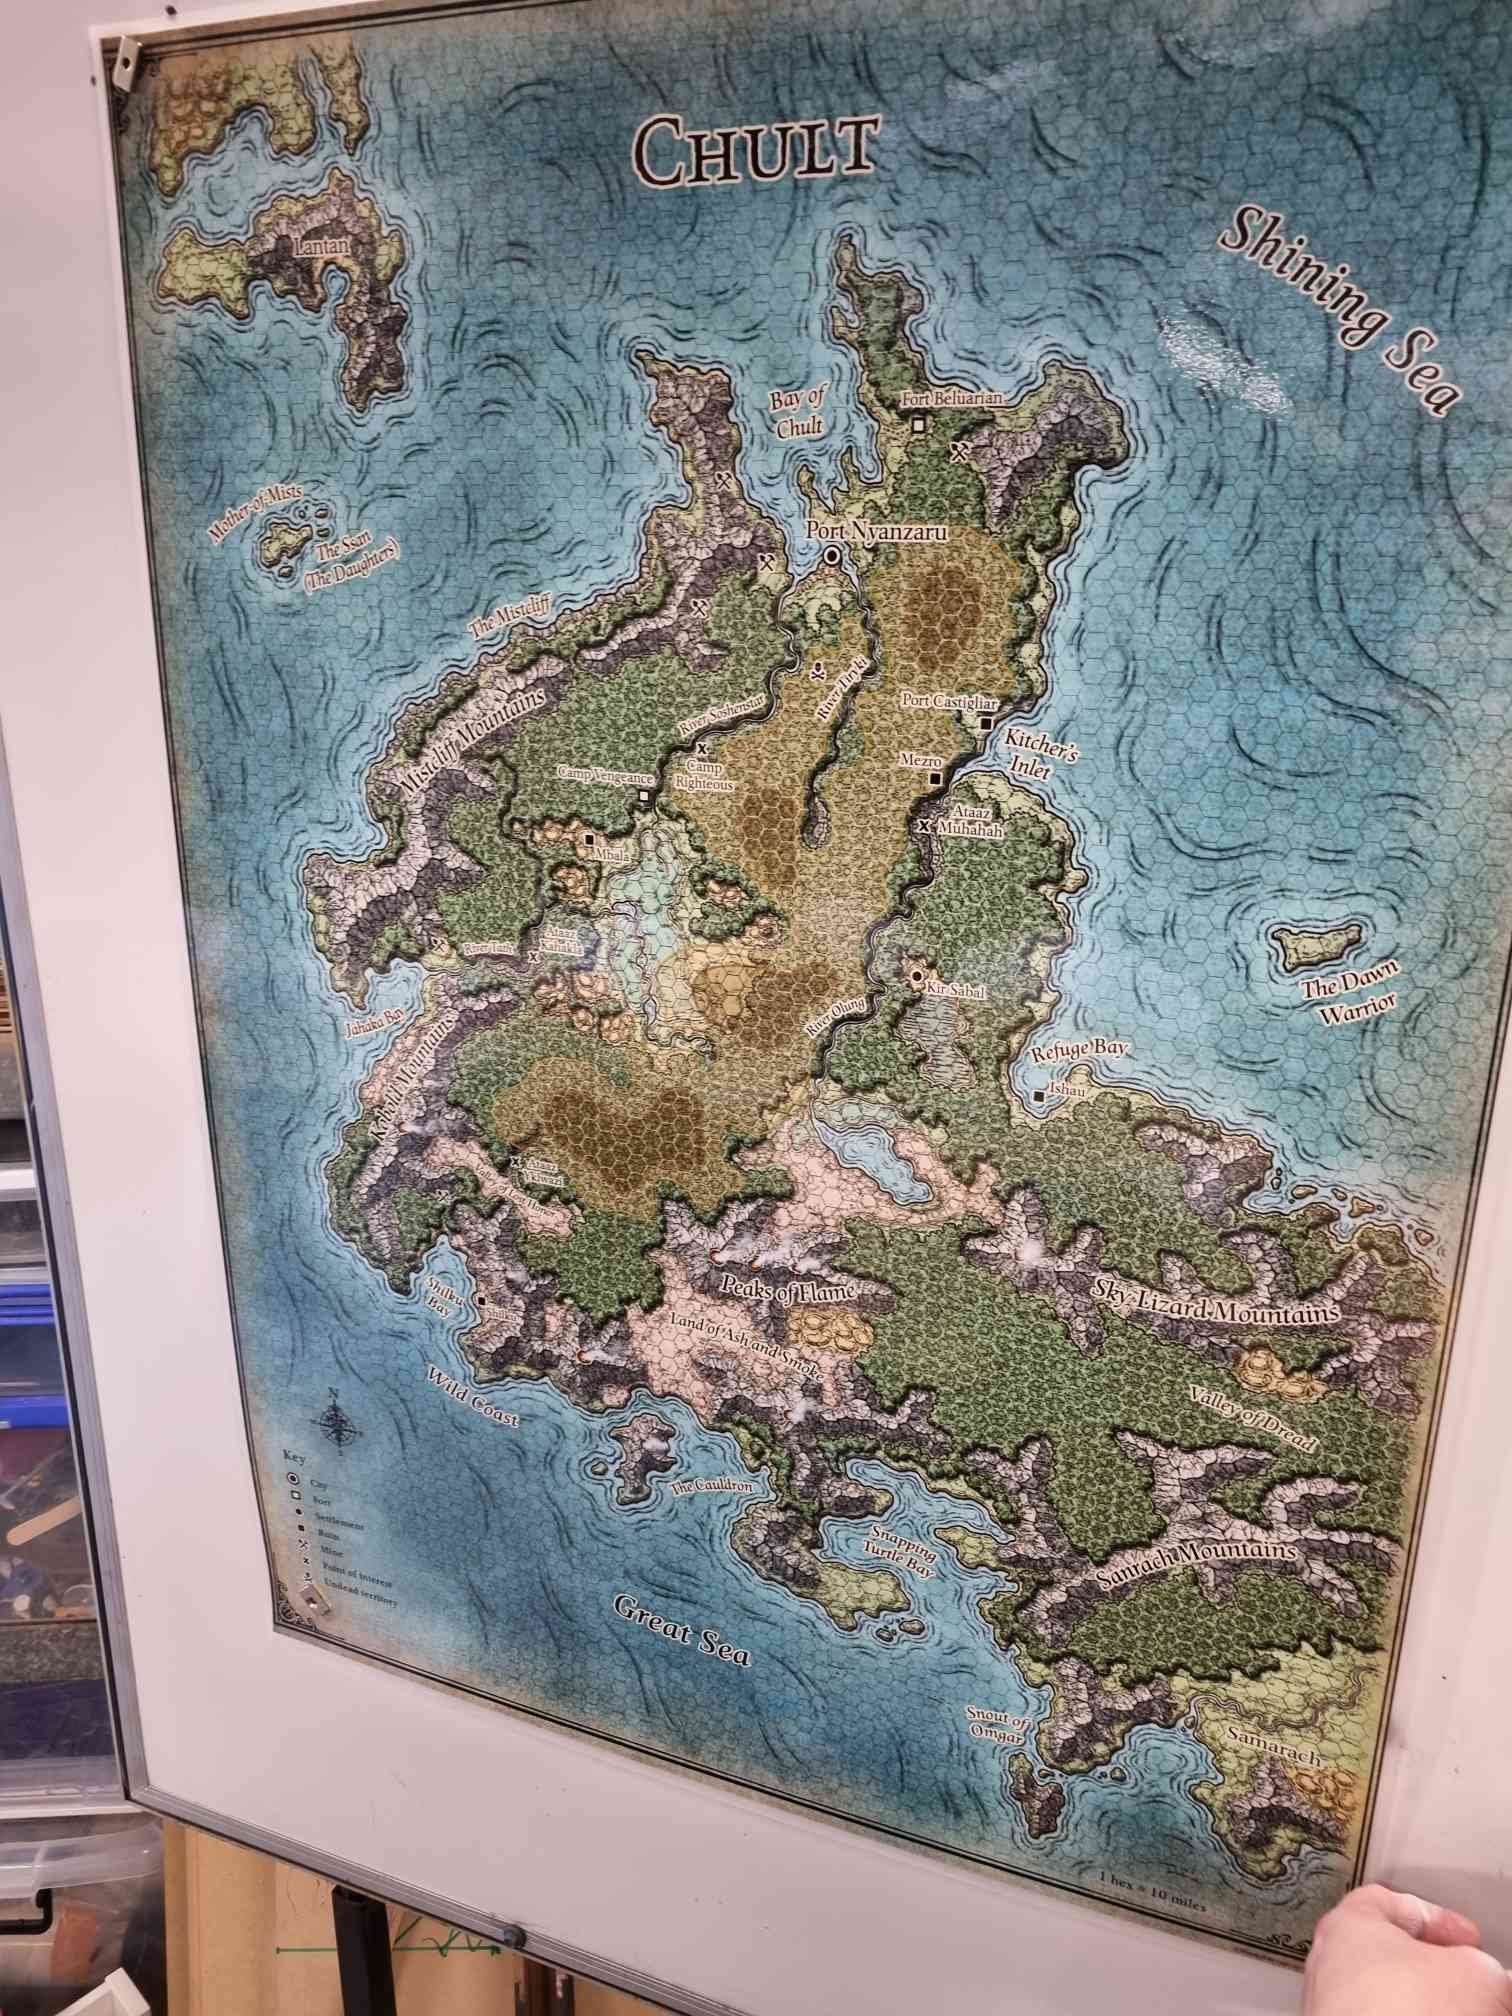 CHULT
Shining Sea
Lantan
Bay of
Chult
Fort Beluarian
Mother of Mists
The Ssan
(The Daughters)
Port Nyanzaru
The Mistcliff
Mistcliff Mountains
River Soshenstar
River Tiryki
Port Castigliar
Kitcher's
Inlet
Camp Vengeance
Camp
Righteous
Mezro
Ataaz
Muhahah
Mbala
River Tath
Ataaz
Kahakla
Kir Sabal
The Dawn
Warrior
Jahaka Bay
River Olung
Kobold Mountains
Refuge Bay
Ishau
Ataaz
Yklwazi
Valley of Lost Honor
Shilku
Bay
Shilku
Peaks of Flame
Sky Lizard Mountains
Land of Ash and Smoke
Wild Coast
Valley of Dread
The Cauldron
Snapping
Turtle Bay
Sanrach Mountains
N
Key
City
Fort
Settlement
Ruin
Mine
Point of interest
Undead territory
Great Sea
Snout of
Omgar
Samarach
1 hex = 10 miles